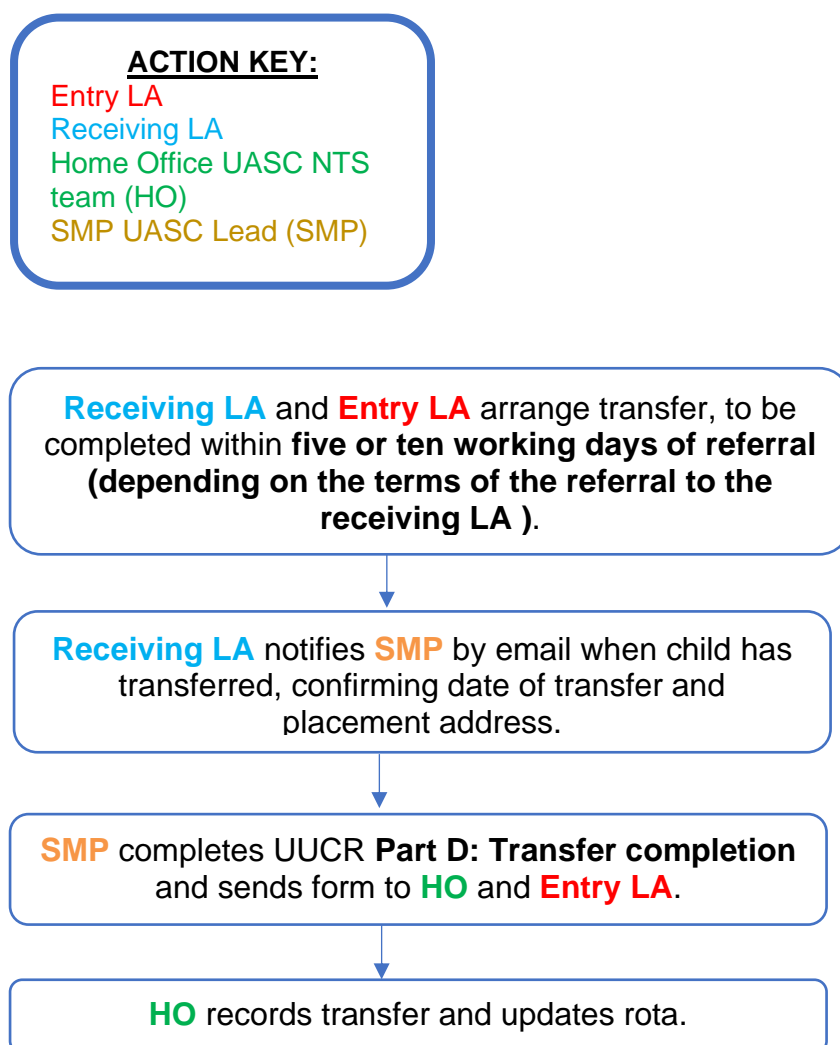 ACTION KEY:
Entry LA
Receiving LA
Home Office UASC NTS
team (HO)
SMP UASC Lead (SMP)
Receiving LA and Entry LA arrange transfer, to be
completed within five or ten working days of referral
(depending on the terms of the referral to the
receiving LA ).
Receiving LA notifies SMP by email when child has
transferred, confirming date of transfer and
placement address.
SMP completes UUCR Part D: Transfer completion
and sends form to HO and Entry LA.
HO records transfer and updates rota.